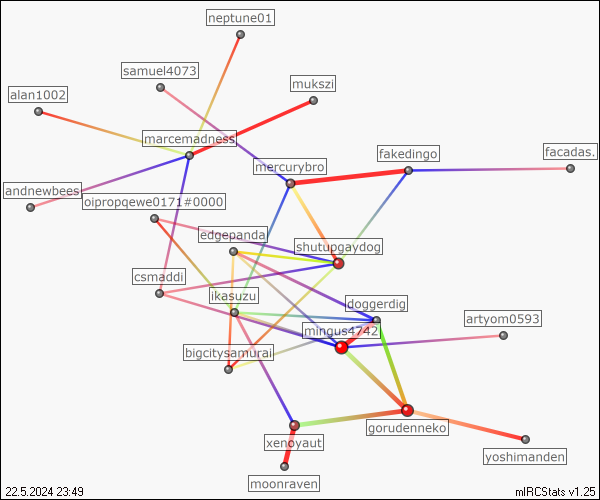 neptune01
samuel4073
mukszi
alan1002
marcemadness
fakedingo
facadas.
mercurybro
andnewbees
oipropqewe0171#0000
edgepanda
shutupgaydog
csmaddi
ikasuzu
doggerdig
artyom0593
mingus4742
bigcitysamurai
gorudenneko
xenoyaut
yoshimanden
moonraven
22.5.2024 23:49
mIRCStats v1.25